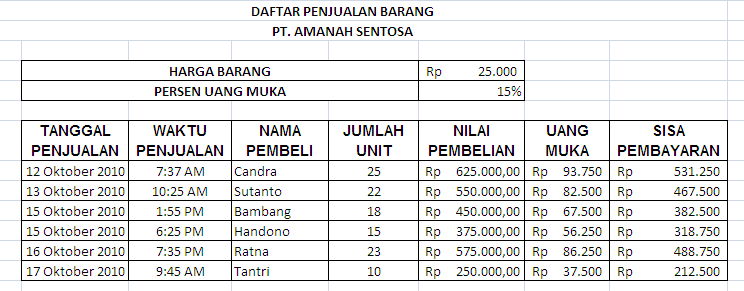 DAFTAR PENJUALAN BARANG
PT. AMANAH SENTOSA
HARGA BARANG Rp 25.000
PERSEN UANG MUKA 15%
TANGGAL WAKTU NAMA JUMLAH NILAI UANG SISA
PENJUALAN PENJUALAN PEMBELI UNIT PEMBELIAN MUKA PEMBAYARAN
12 Oktober 2010 7:37 AM Candra 25 Rp 625.000,00 Rp 93.750 Rp 531.250
13 Oktober 2010 10:25 AM Sutanto 22 Rp 550.000,00 Rp 82.500 Rp 467.500
15 Oktober 2010 1:55 PM Bambang 18 Rp 450.000,00 Rp 67.500 Rp 382.500
15 Oktober 2010 6:25 PM Handono 15 Rp 375.000,00 Rp 56.250 Rp 318.750
16 Oktober 2010 7:35 PM Ratna 23 Rp 575.000,00 Rp 86.250 Rp 488.750
17 Oktober 2010 9:45 AM Tantri 10 Rp 250.000,00 Rp 37.500 Rp 212.500